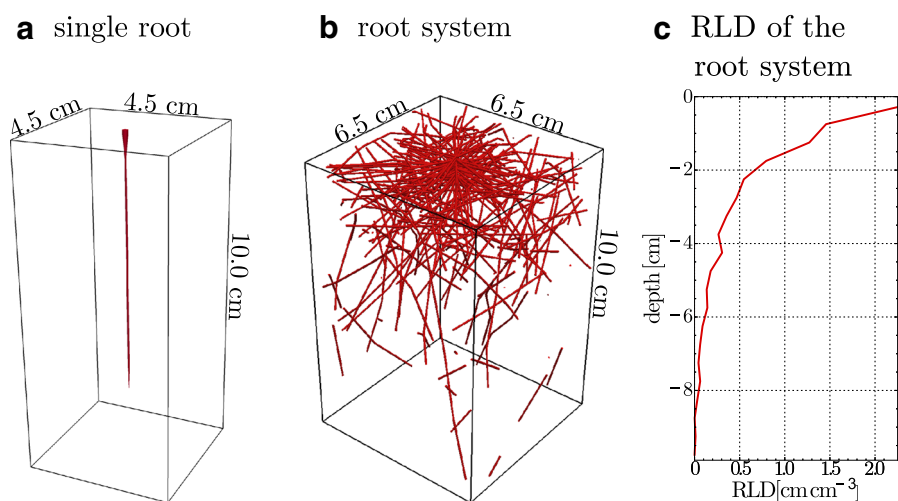 a single root
4.5 cm
4.5 cm
10.0 cm
b root system
6.5 cm
6.5 cm
10.0 cm
c RLD of the
root system
0
−2
−4
−6
−8
depth[cm]
0 0.5 1.0 1.5 2.0
RLD[cm cm⁻³]